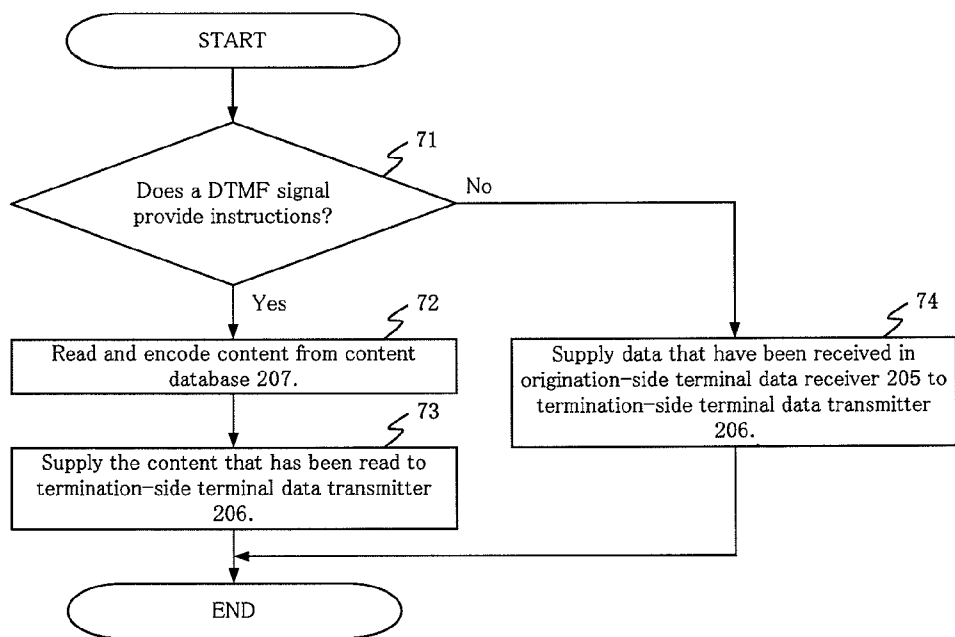 START
71
Does a DTMF signal
provide instructions?
No
Yes
72
Read and encode content from content
database 207.
73
Supply the content that has been read to
termination-side terminal data transmitter
206.
74
Supply data that have been received in
origination-side terminal data receiver 205 to
termination-side terminal data transmitter
206.
END